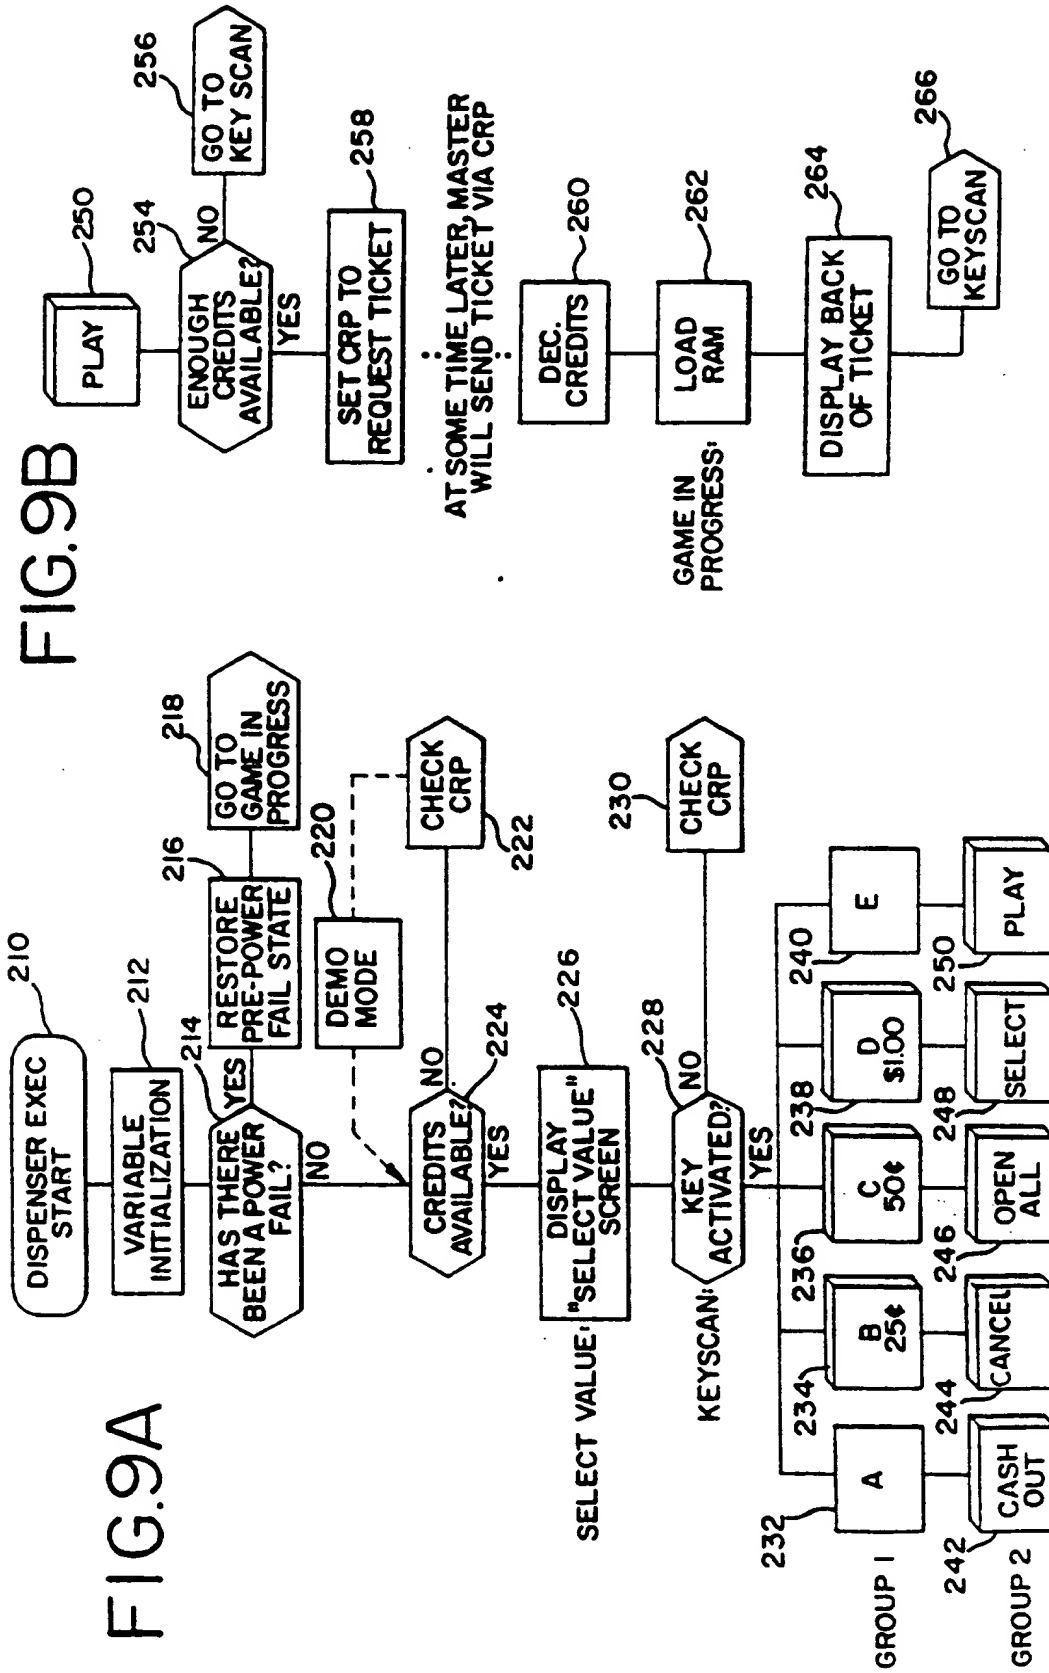 FIG.9A
DISPENSER EXEC
START
210
VARIABLE
INITIALIZATION
212
HAS THERE
BEEN A POWER
FAIL?
214
YES
NO
RESTORE
PRE-POWER
FAIL STATE
216
GO TO
GAME IN
PROGRESS
218
DEMO
MODE
220
CREDITS
AVAILABLE?
224
NO
YES
CHECK
CRP
222
SELECT VALUE:
DISPLAY
"SELECT VALUE"
SCREEN
226
KEYSCAN:
KEY
ACTIVATED?
228
NO
YES
CHECK
CRP
230
GROUP 1
232
A
234
B
25¢
236
C
50¢
238
D
$1.00
240
E
GROUP 2
242
CASH
OUT
244
CANCEL
246
OPEN
ALL
248
SELECT
250
PLAY
FIG.9B
PLAY
250
ENOUGH
CREDITS
AVAILABLE?
254
NO
YES
GO TO
KEY SCAN
256
SET CRP TO
REQUEST TICKET
258
AT SOME TIME LATER, MASTER
WILL SEND TICKET VIA CRP
DEC.
CREDITS
260
LOAD
RAM
262
GAME IN
PROGRESS:
DISPLAY BACK
OF TICKET
264
GO TO
KEYSCAN
266